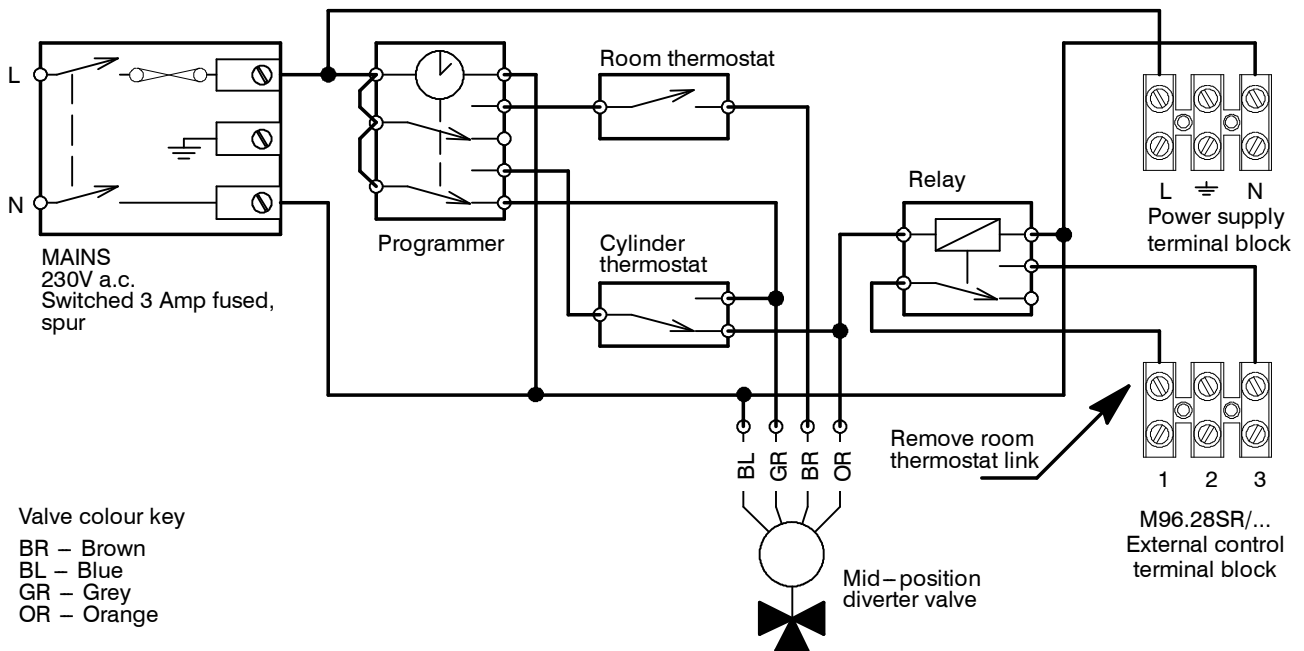 L
N
MAINS
230V a.c.
Switched 3 Amp fused,
spur
Programmer
Room thermostat
Cylinder
thermostat
Relay
L
N
Power supply
terminal block
Remove room
thermostat link
1 2 3
M96.28SR/...
External control
terminal block
BL
GR
BR
OR
Mid–position
diverter valve
Valve colour key
BR – Brown
BL – Blue
GR – Grey
OR – Orange